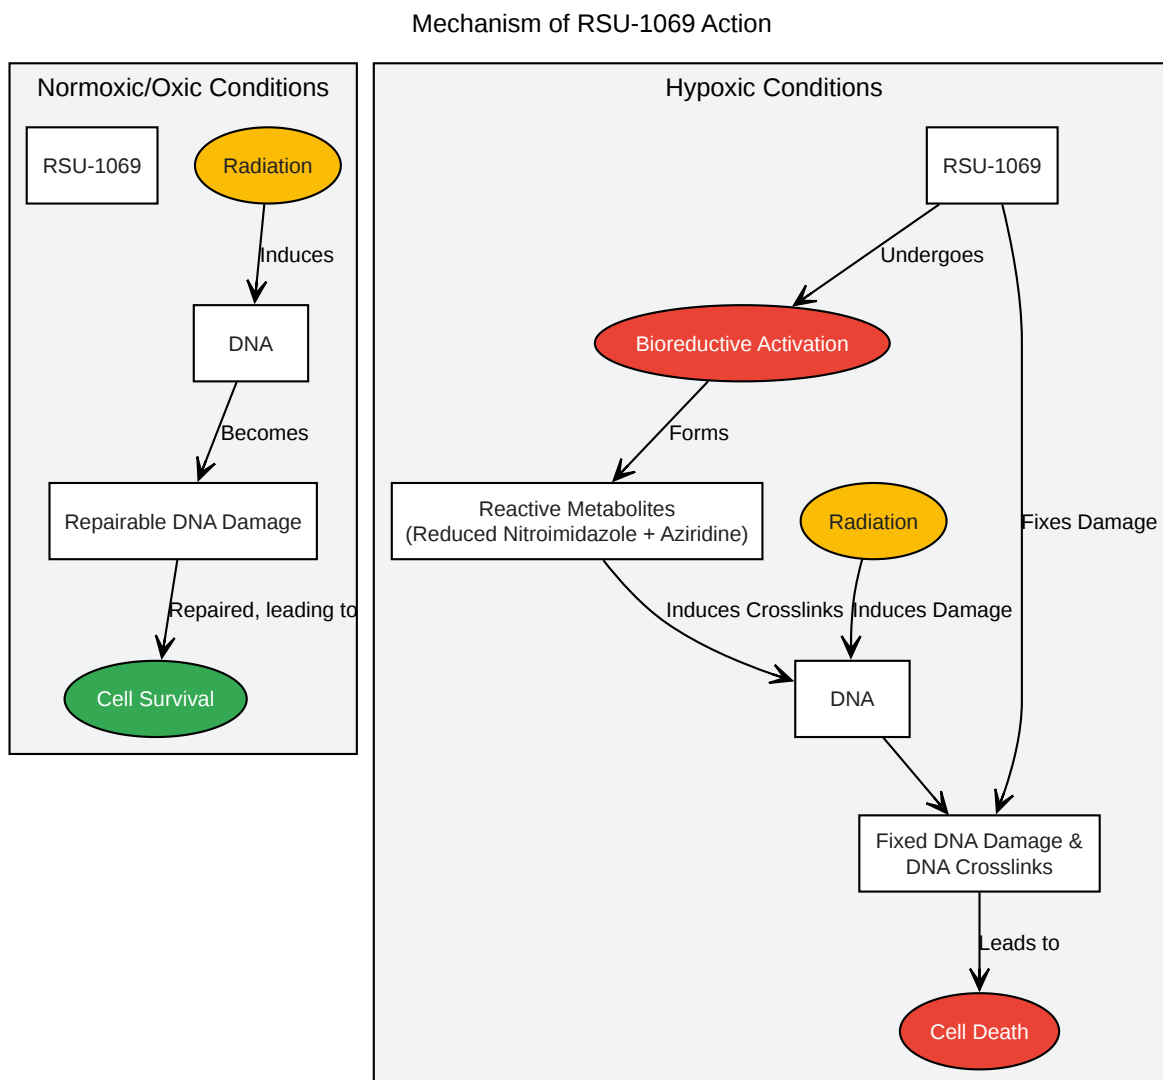 Mechanism of RSU-1069 Action
Normoxic/Oxic Conditions
RSU-1069
Radiation
Induces
DNA
Becomes
Repairable DNA Damage
Repaired, leading to
Cell Survival
Hypoxic Conditions
RSU-1069
Undergoes
Bioreductive Activation
Forms
Reactive Metabolites
(Reduced Nitroimidazole + Aziridine)
Radiation
Fixes Damage
Induces Crosslinks
Induces Damage
DNA
Fixed DNA Damage &
DNA Crosslinks
Leads to
Cell Death